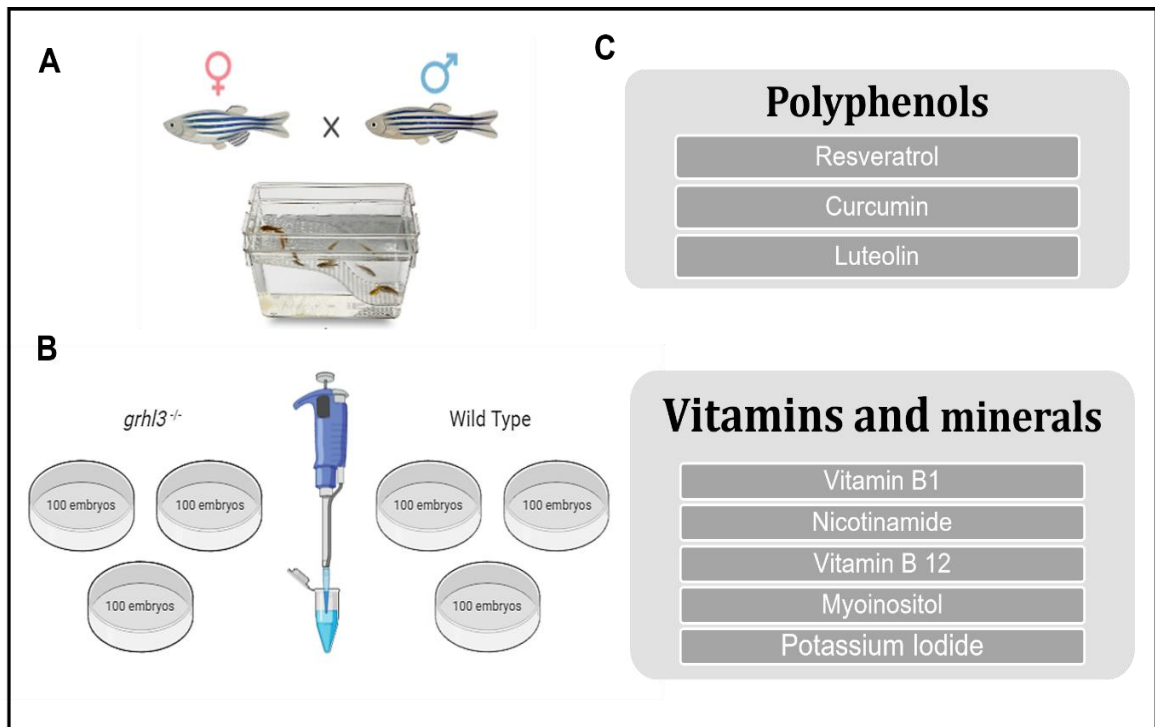 A
♀
♂
X
B
grhl3 -/-
Wild Type
100 embryos
100 embryos
100 embryos
100 embryos
100 embryos
100 embryos
C
Polyphenols
Resveratrol
Curcumin
Luteolin
Vitamins and minerals
Vitamin B1
Nicotinamide
Vitamin B 12
Myoinositol
Potassium Iodide